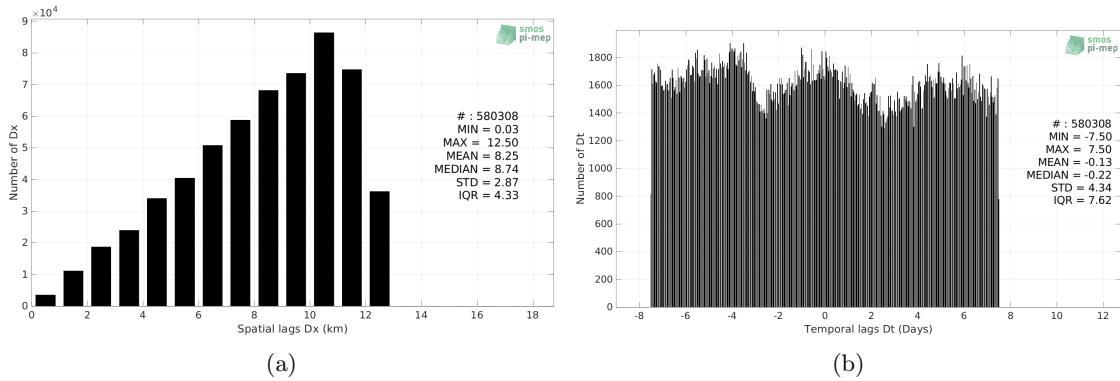 ×10⁴
9
8
7
6
5
4
3
2
1
0
Number of Dx
0 2 4 6 8 10 12 14 16 18
Spatial lags Dx (km)
smos
pi-mep
# : 580308
MIN = 0.03
MAX = 12.50
MEAN = 8.25
MEDIAN = 8.74
STD = 2.87
IQR = 4.33
(a)
1800
1600
1400
1200
1000
800
600
400
200
0
Number of Dt
-8 -6 -4 -2 0 2 4 6 8 10 12
Temporal lags Dt (Days)
smos
pi-mep
# : 580308
MIN = -7.50
MAX = 7.50
MEAN = -0.13
MEDIAN = -0.22
STD = 4.34
IQR = 7.62
(b)